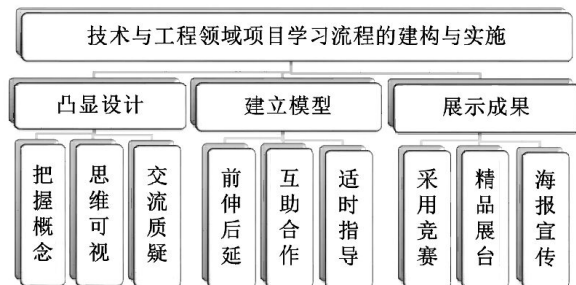 技术与工程领域项目学习流程的建构与实施
凸显设计
建立模型
展示成果
把握概念
思维可视
交流质疑
前伸后延
互助合作
适时指导
采用竞赛
精品展台
海报宣传